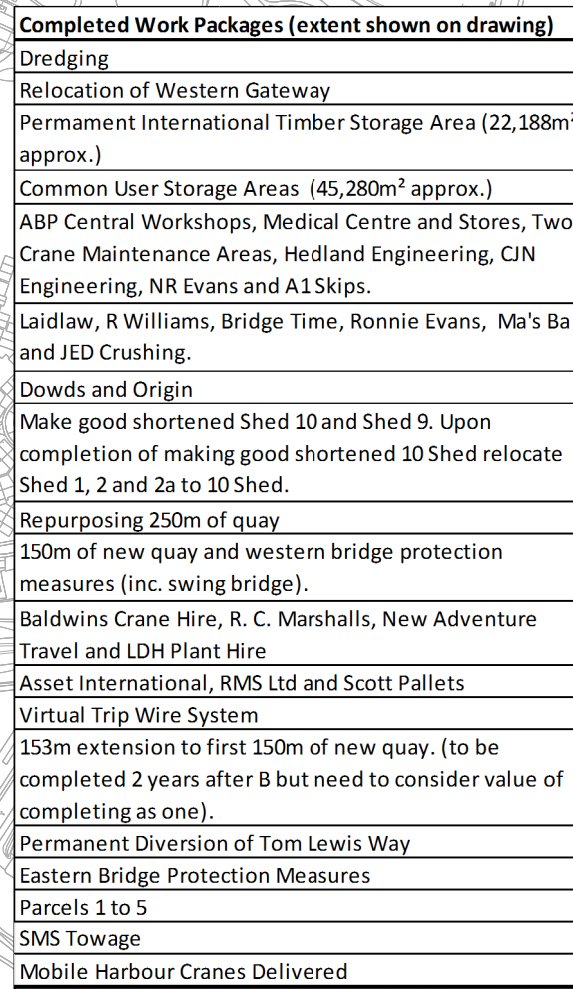 Completed Work Packages (extent shown on drawing)
Dredging
Relocation of Western Gateway
Permament International Timber Storage Area (22,188m²
approx.)
Common User Storage Areas (45,280m² approx.)
ABP Central Workshops, Medical Centre and Stores, Two
Crane Maintenance Areas, Hedland Engineering, CJN
Engineering, NR Evans and A1 Skips.
Laidlaw, R Williams, Bridge Time, Ronnie Evans, Ma's Ba
and JED Crushing.
Dowds and Origin
Make good shortened Shed 10 and Shed 9. Upon
completion of making good shortened 10 Shed relocate
Shed 1, 2 and 2a to 10 Shed.
Repurposing 250m of quay
150m of new quay and western bridge protection
measures (inc. swing bridge).
Baldwins Crane Hire, R. C. Marshalls, New Adventure
Travel and LDH Plant Hire
Asset International, RMS Ltd and Scott Pallets
Virtual Trip Wire System
153m extension to first 150m of new quay. (to be
completed 2 years after B but need to consider value of
completing as one).
Permanent Diversion of Tom Lewis Way
Eastern Bridge Protection Measures
Parcels 1 to 5
SMS Towage
Mobile Harbour Cranes Delivered